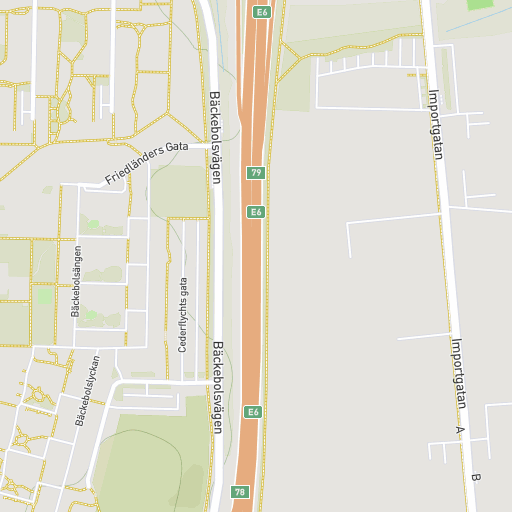 E6
Importgatan
Bäckebolsvägen
Friedländers Gata
79
E6
Bäckebolsängen
Cederflychts gata
Bäckebolsvägen
Importgatan
Bäckebolslyckan
E6
A
B
78